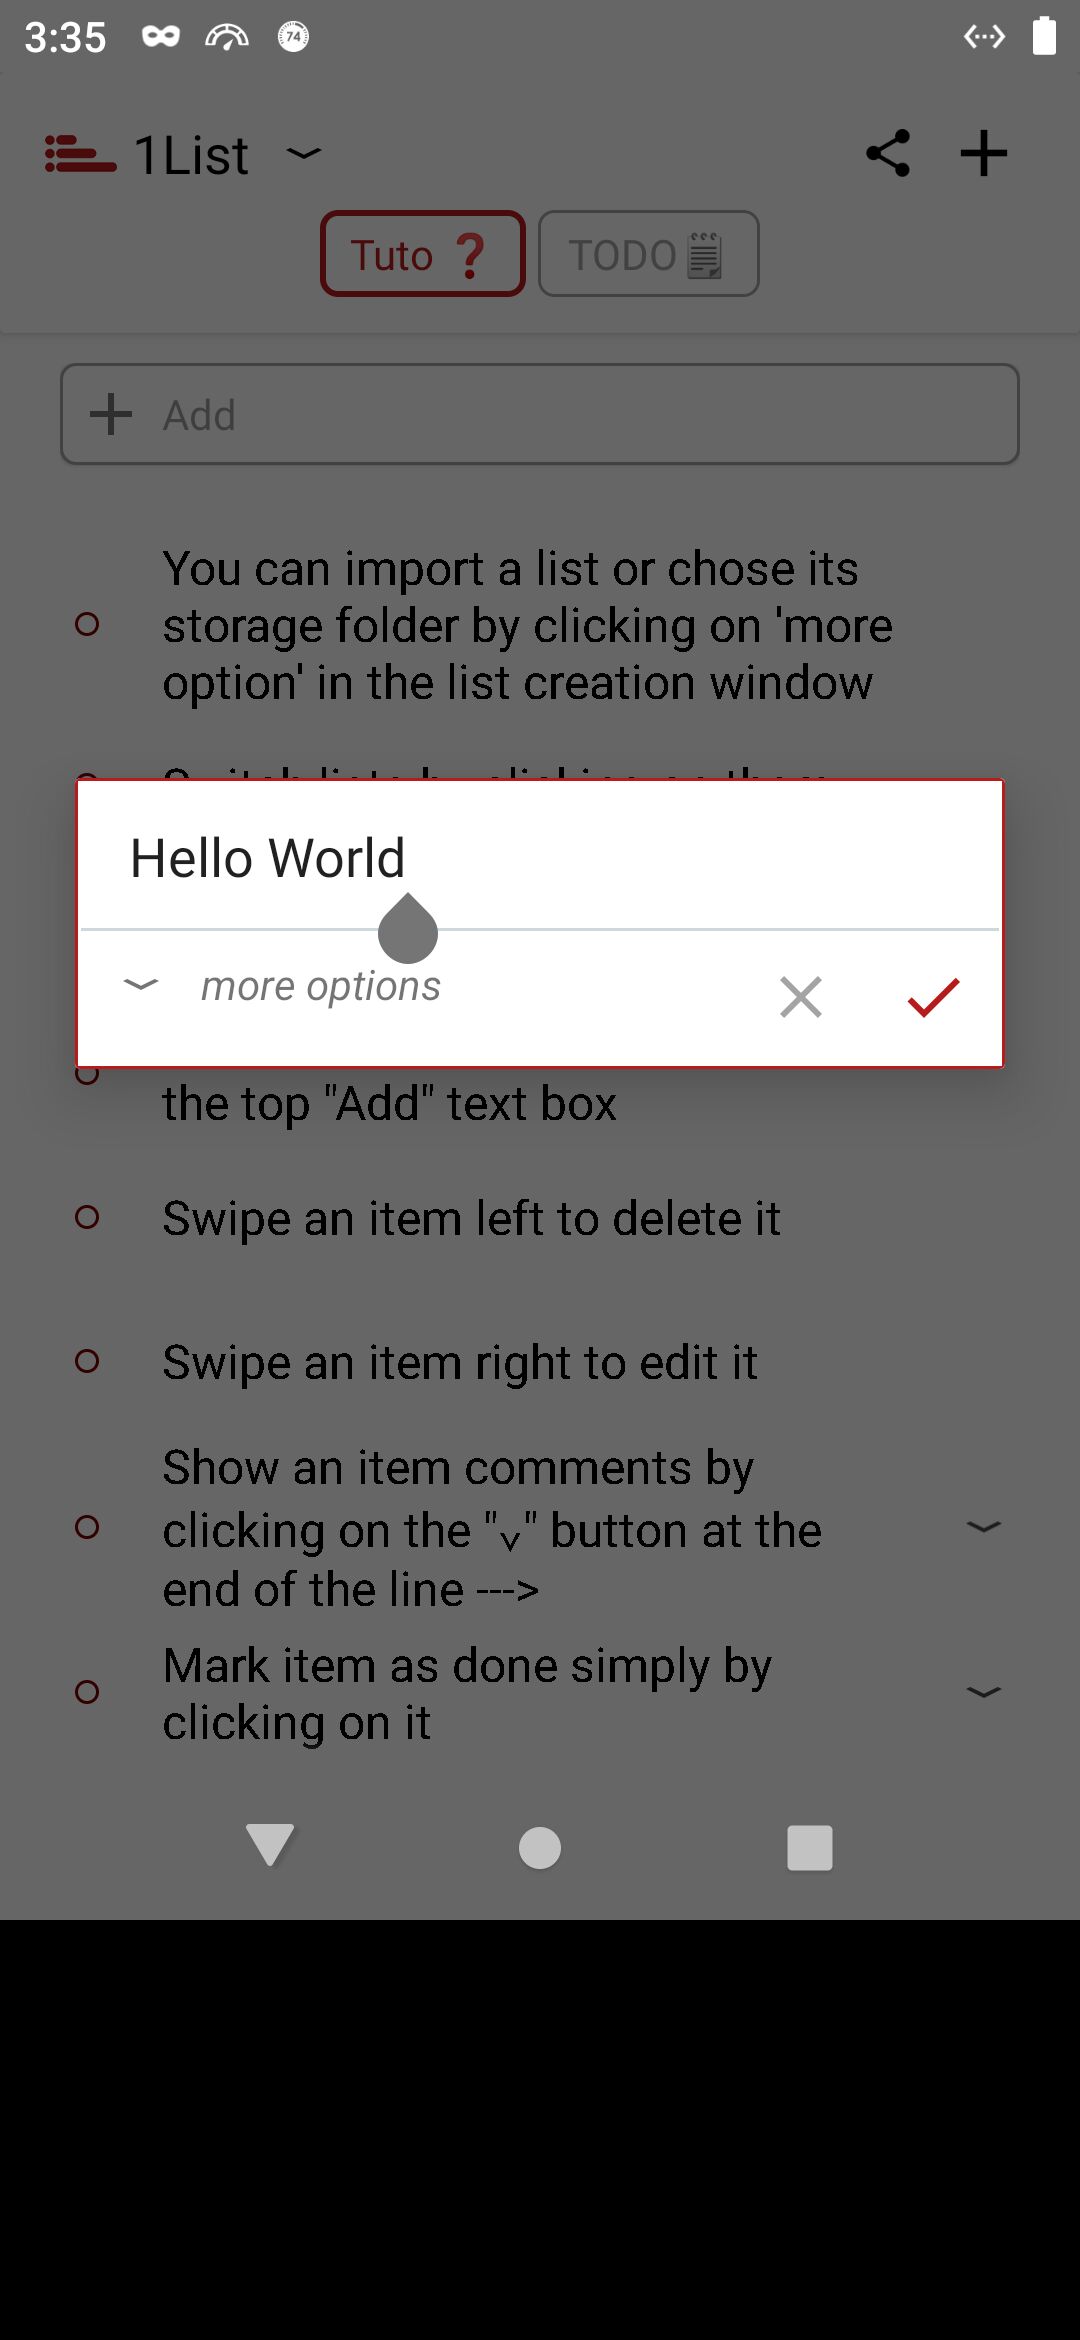 3:35
74
1List
Tuto ❓
TODO
Add
You can import a list or chose its
storage folder by clicking on 'more
option' in the list creation window
Hello World
more options
the top "Add" text box
Swipe an item left to delete it
Swipe an item right to edit it
Show an item comments by
clicking on the "⌄" button at the
end of the line --->
Mark item as done simply by
clicking on it